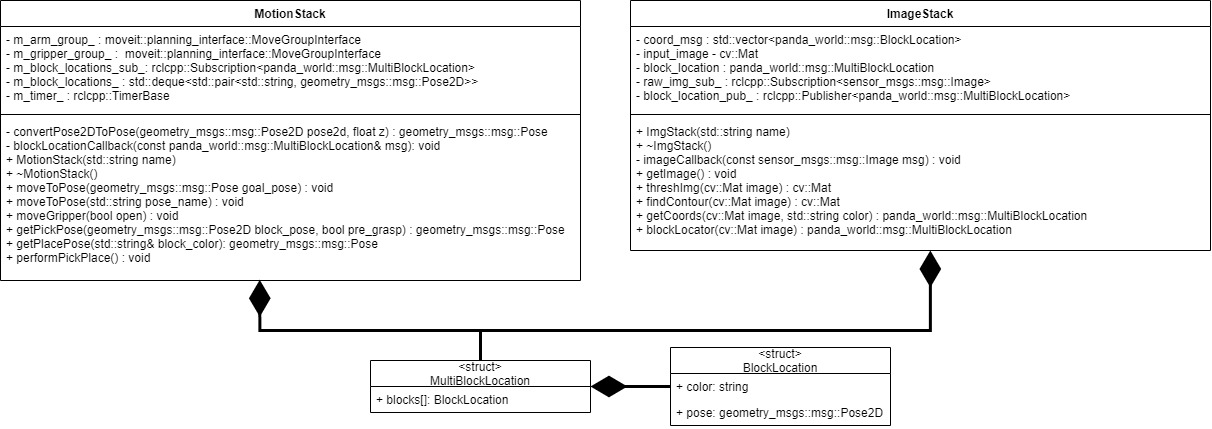 MotionStack
- m_arm_group_ : moveit::planning_interface::MoveGroupInterface
- m_gripper_group_ :  moveit::planning_interface::MoveGroupInterface
- m_block_locations_sub_: rclcpp::Subscription<panda_world::msg::MultiBlockLocation>
- m_block_locations_ : std::deque<std::pair<std::string, geometry_msgs::msg::Pose2D>>
- m_timer_ : rclcpp::TimerBase
- convertPose2DToPose(geometry_msgs::msg::Pose2D pose2d, float z) : geometry_msgs::msg::Pose
- blockLocationCallback(const panda_world::msg::MultiBlockLocation& msg): void
+ MotionStack(std::string name)
+ ~MotionStack()
+ moveToPose(geometry_msgs::msg::Pose goal_pose) : void
+ moveToPose(std::string pose_name) : void
+ moveGripper(bool open) : void
+ getPickPose(geometry_msgs::msg::Pose2D block_pose, bool pre_grasp) : geometry_msgs::msg::Pose
+ getPlacePose(std::string& block_color): geometry_msgs::msg::Pose
+ performPickPlace() : void
ImageStack
- coord_msg : std::vector<panda_world::msg::BlockLocation>
- input_image - cv::Mat
- block_location : panda_world::msg::MultiBlockLocation
- raw_img_sub_ : rclcpp::Subscription<sensor_msgs::msg::Image>
- block_location_pub_ : rclcpp::Publisher<panda_world::msg::MultiBlockLocation>
+ ImgStack(std::string name)
+ ~ImgStack()
- imageCallback(const sensor_msgs::msg::Image msg) : void
+ getImage() : void
+ threshImg(cv::Mat image) : cv::Mat
+ findContour(cv::Mat image) : cv::Mat
+ getCoords(cv::Mat image, std::string color) : panda_world::msg::MultiBlockLocation
+ blockLocator(cv::Mat image) : panda_world::msg::MultiBlockLocation
<struct>
MultiBlockLocation
+ blocks[]: BlockLocation
<struct>
BlockLocation
+ color: string
+ pose: geometry_msgs::msg::Pose2D